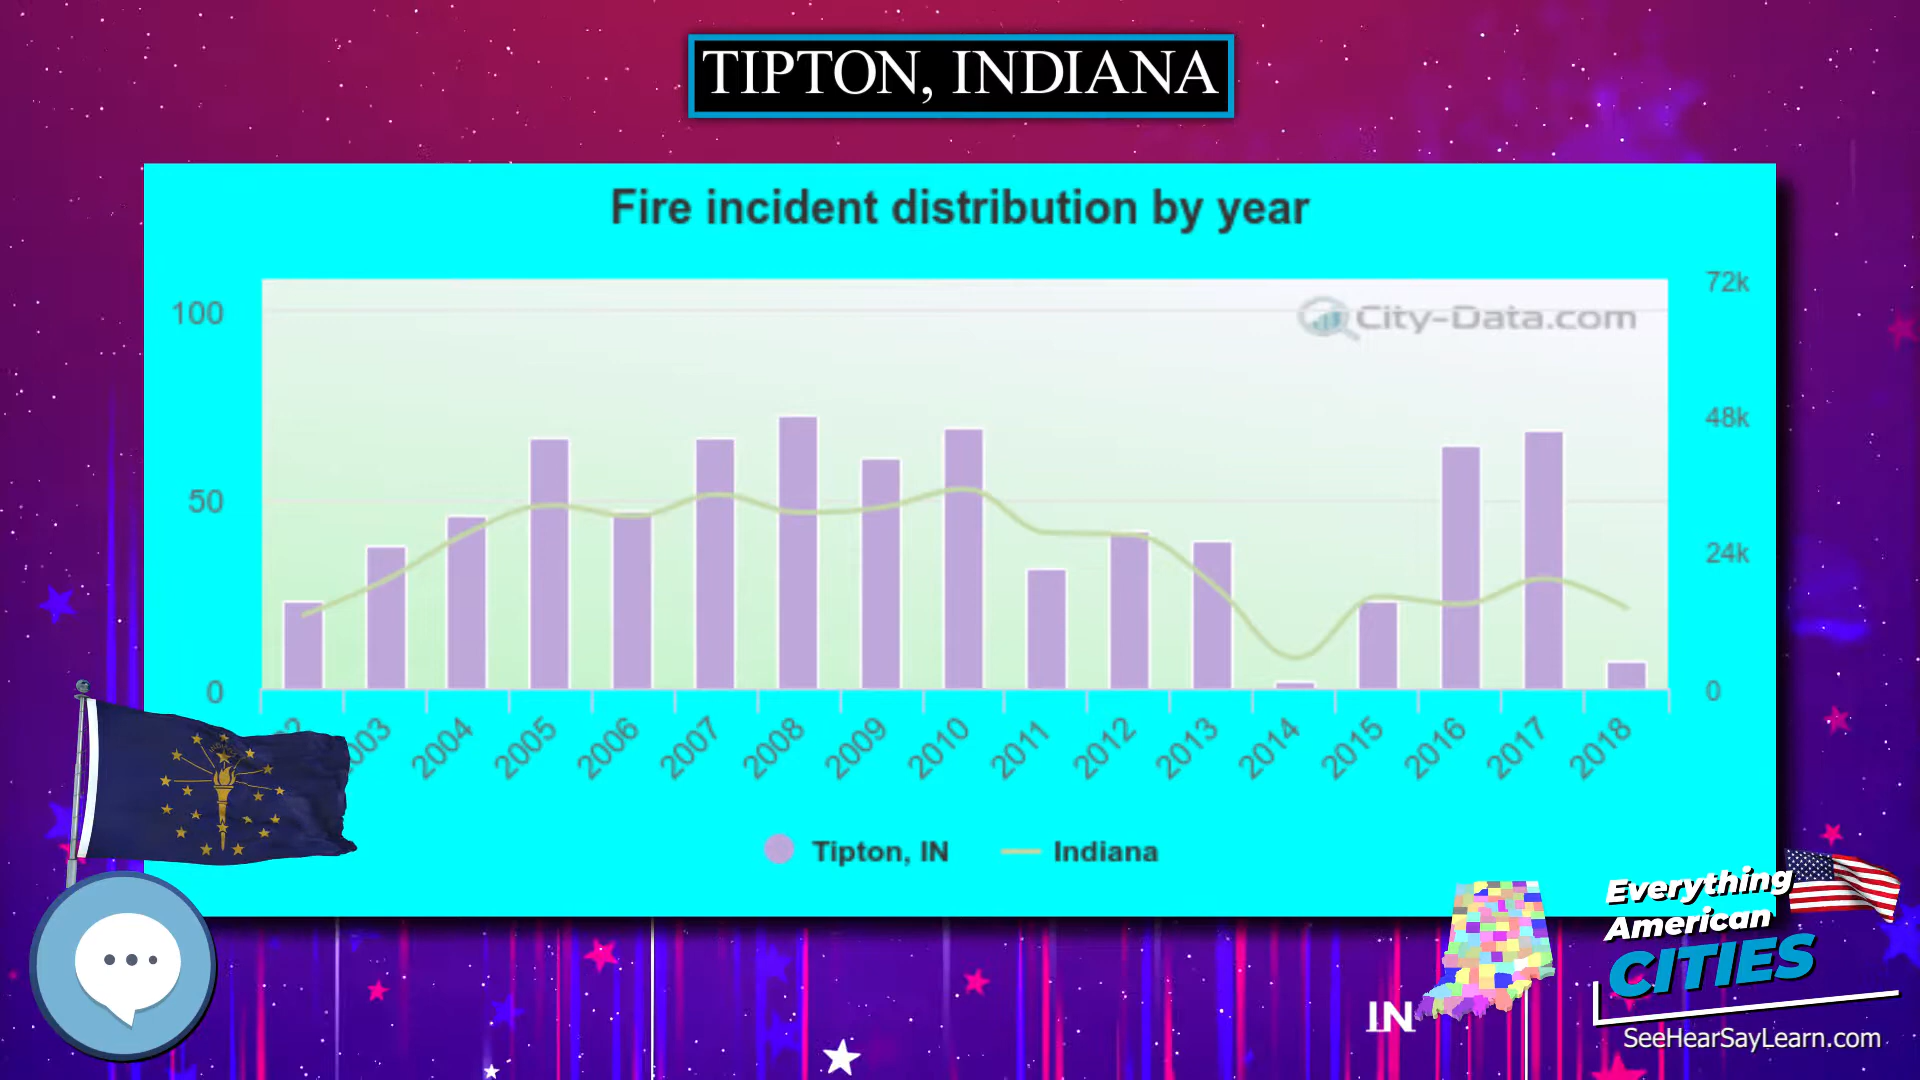 TIPTON, INDIANA
Fire incident distribution by year
100
50
0
72k
48k
24k
0
City-Data.com
2004
2005
2006
2007
2008
2009
2010
2011
2012
2013
2014
2015
2016
2017
2018
Tipton, IN
Indiana
IN
Everything
American
CITIES
SeeHearSayLearn.com